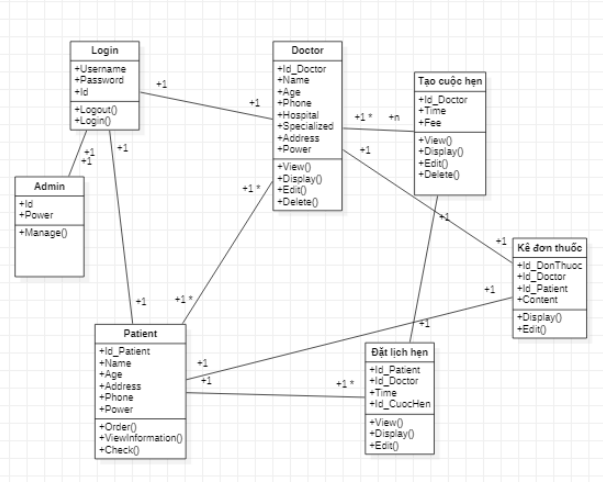 Login
+Username
+Password
+Id
+Logout()
+Login()
Doctor
+Id_Doctor
+Name
+Age
+Phone
+Hospital
+Specialized
+Address
+Power
+View()
+Display()
+Edit()
+Delete()
Tạo cuộc hẹn
+Id_Doctor
+Time
+Fee
+View()
+Display()
+Edit()
+Delete()
Admin
+Id
+Power
+Manage()
Kê đơn thuốc
+Id_DonThuoc
+Id_Doctor
+Id_Patient
+Content
+Display()
+Edit()
Patient
+Id_Patient
+Name
+Age
+Address
+Phone
+Power
+Order()
+ViewInformation()
+Check()
Đặt lịch hẹn
+Id_Patient
+Id_Doctor
+Time
+Id_CuocHen
+View()
+Display()
+Edit()
+1
+1
+1 *
+n
+1
+1
+1
+1
+1 *
+1
+1
+1
+1 *
+1
+1
+1
+1
+1
+1 *